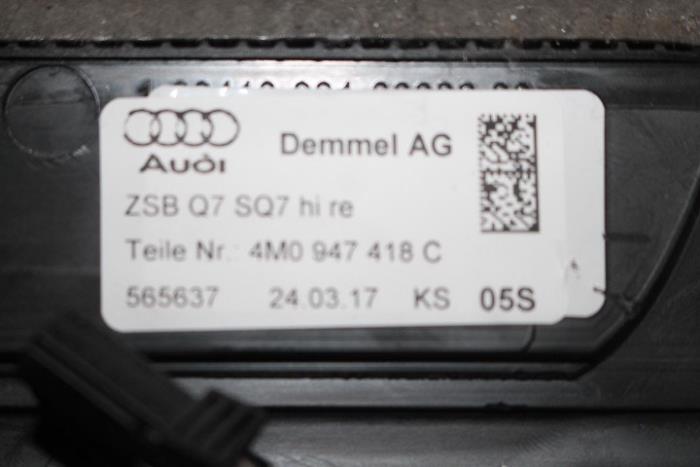 Audi Demmel AG
ZSB Q7 SQ7 hi re
Teile Nr.: 4M0 947 418 C
565637 24.03.17 KS 05S